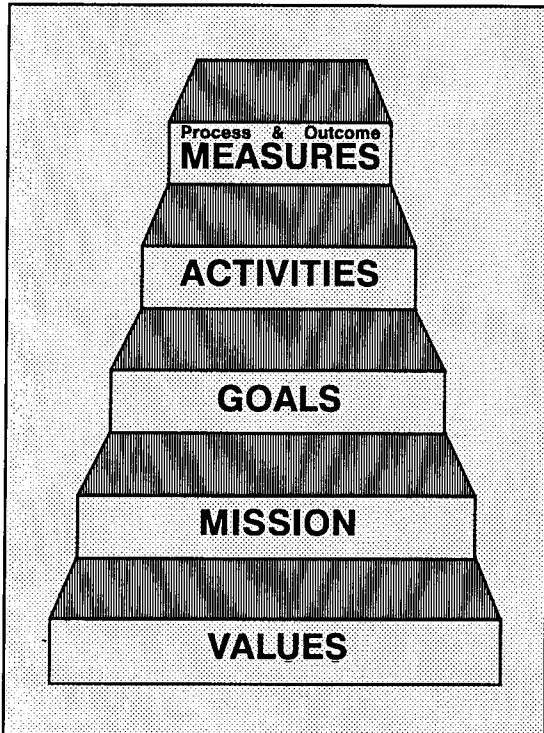 Process & Outcome
MEASURES
ACTIVITIES
GOALS
MISSION
VALUES